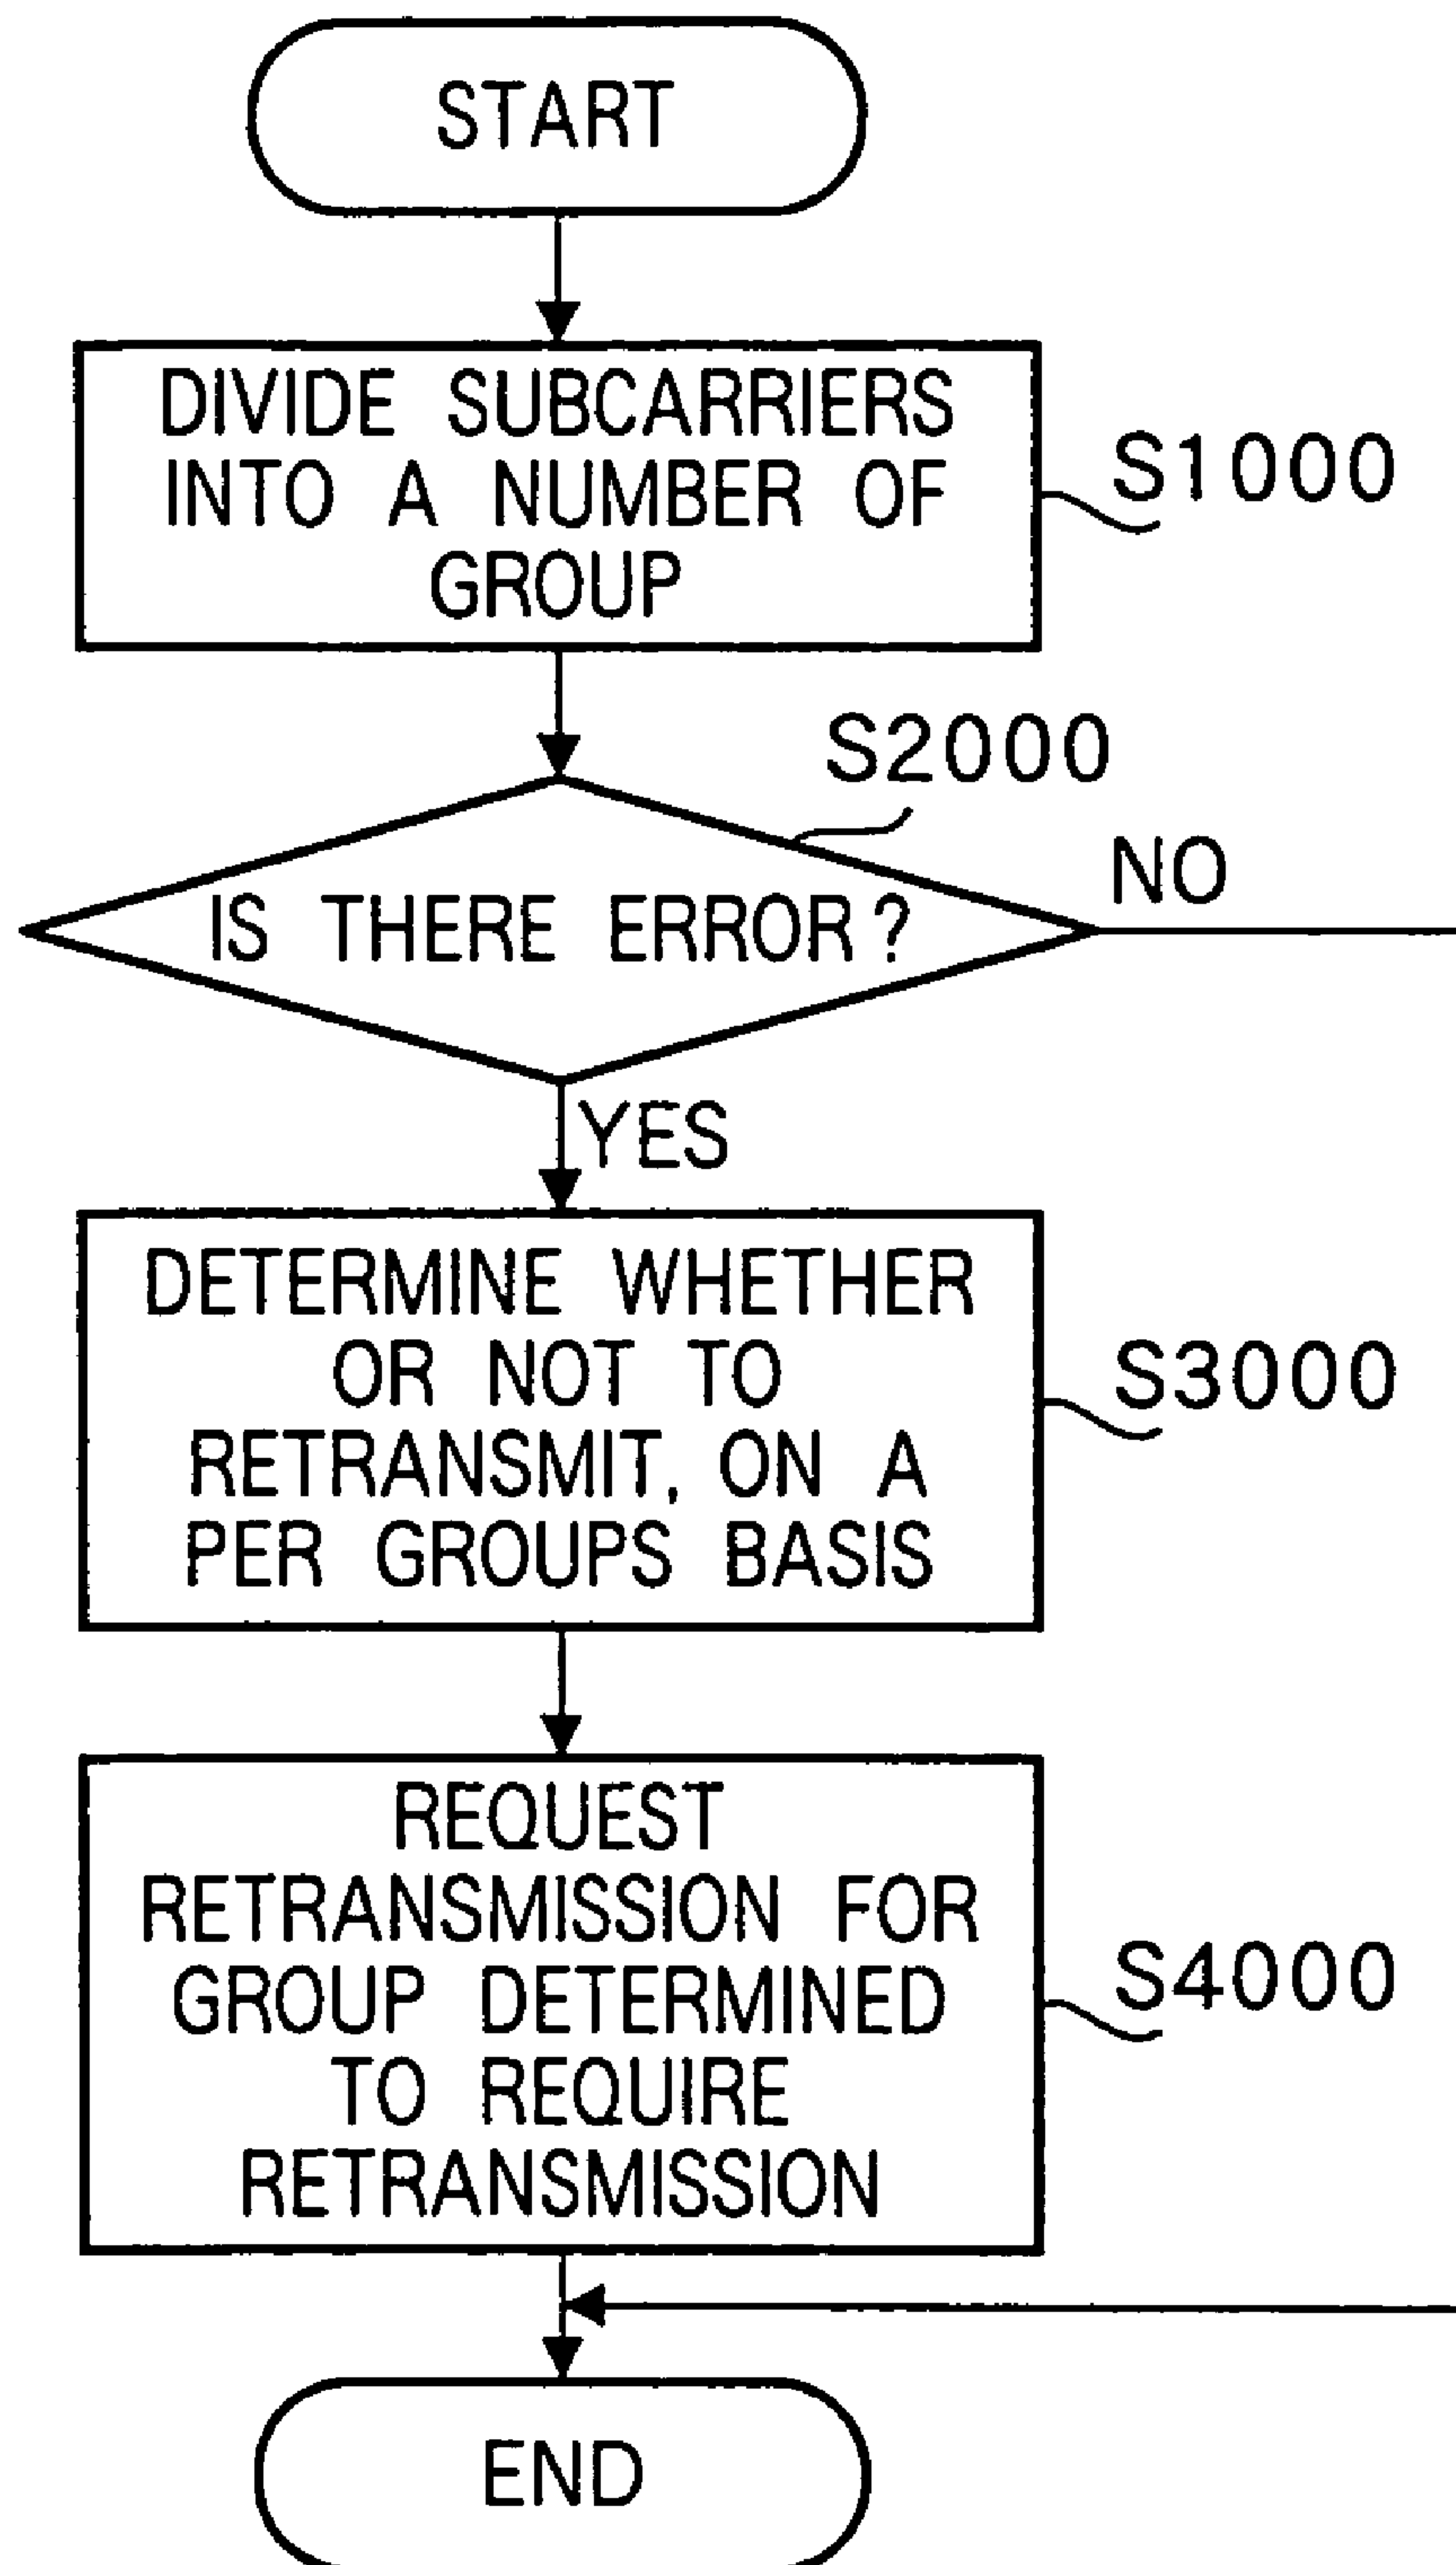 START
DIVIDE SUBCARRIERS
INTO A NUMBER OF
GROUP
S1000
S2000
IS THERE ERROR?
NO
YES
DETERMINE WHETHER
OR NOT TO
RETRANSMIT, ON A
PER GROUPS BASIS
S3000
REQUEST
RETRANSMISSION FOR
GROUP DETERMINED
TO REQUIRE
RETRANSMISSION
S4000
END